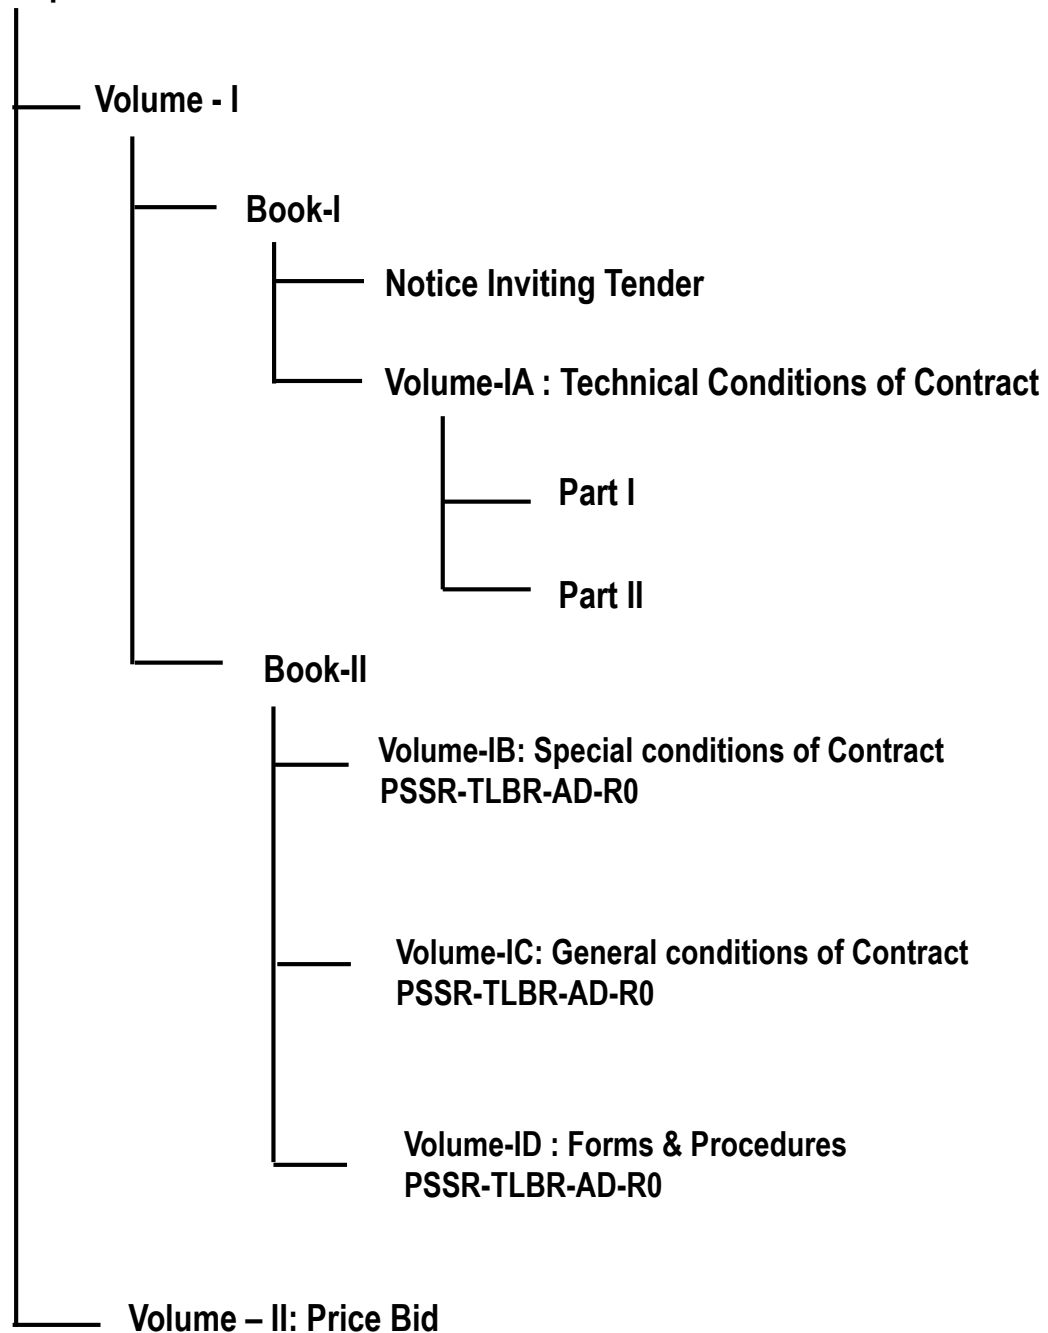 Volume - I
Book-I
Notice Inviting Tender
Volume-IA : Technical Conditions of Contract
Part I
Part II
Book-II
Volume-IB: Special conditions of Contract
PSSR-TLBR-AD-R0
Volume-IC: General conditions of Contract
PSSR-TLBR-AD-R0
Volume-ID : Forms & Procedures
PSSR-TLBR-AD-R0
Volume – II: Price Bid